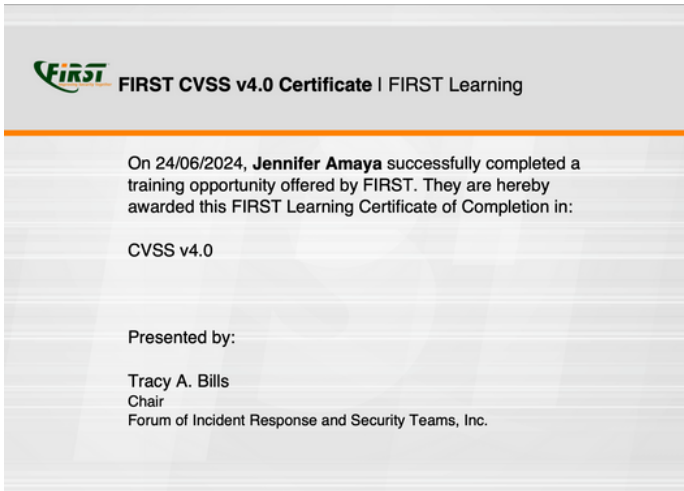 FiRST
FIRST CVSS v4.0 Certificate | FIRST Learning
On 24/06/2024, Jennifer Amaya successfully completed a
training opportunity offered by FIRST. They are hereby
awarded this FIRST Learning Certificate of Completion in:
CVSS v4.0
Presented by:
Tracy A. Bills
Chair
Forum of Incident Response and Security Teams, Inc.